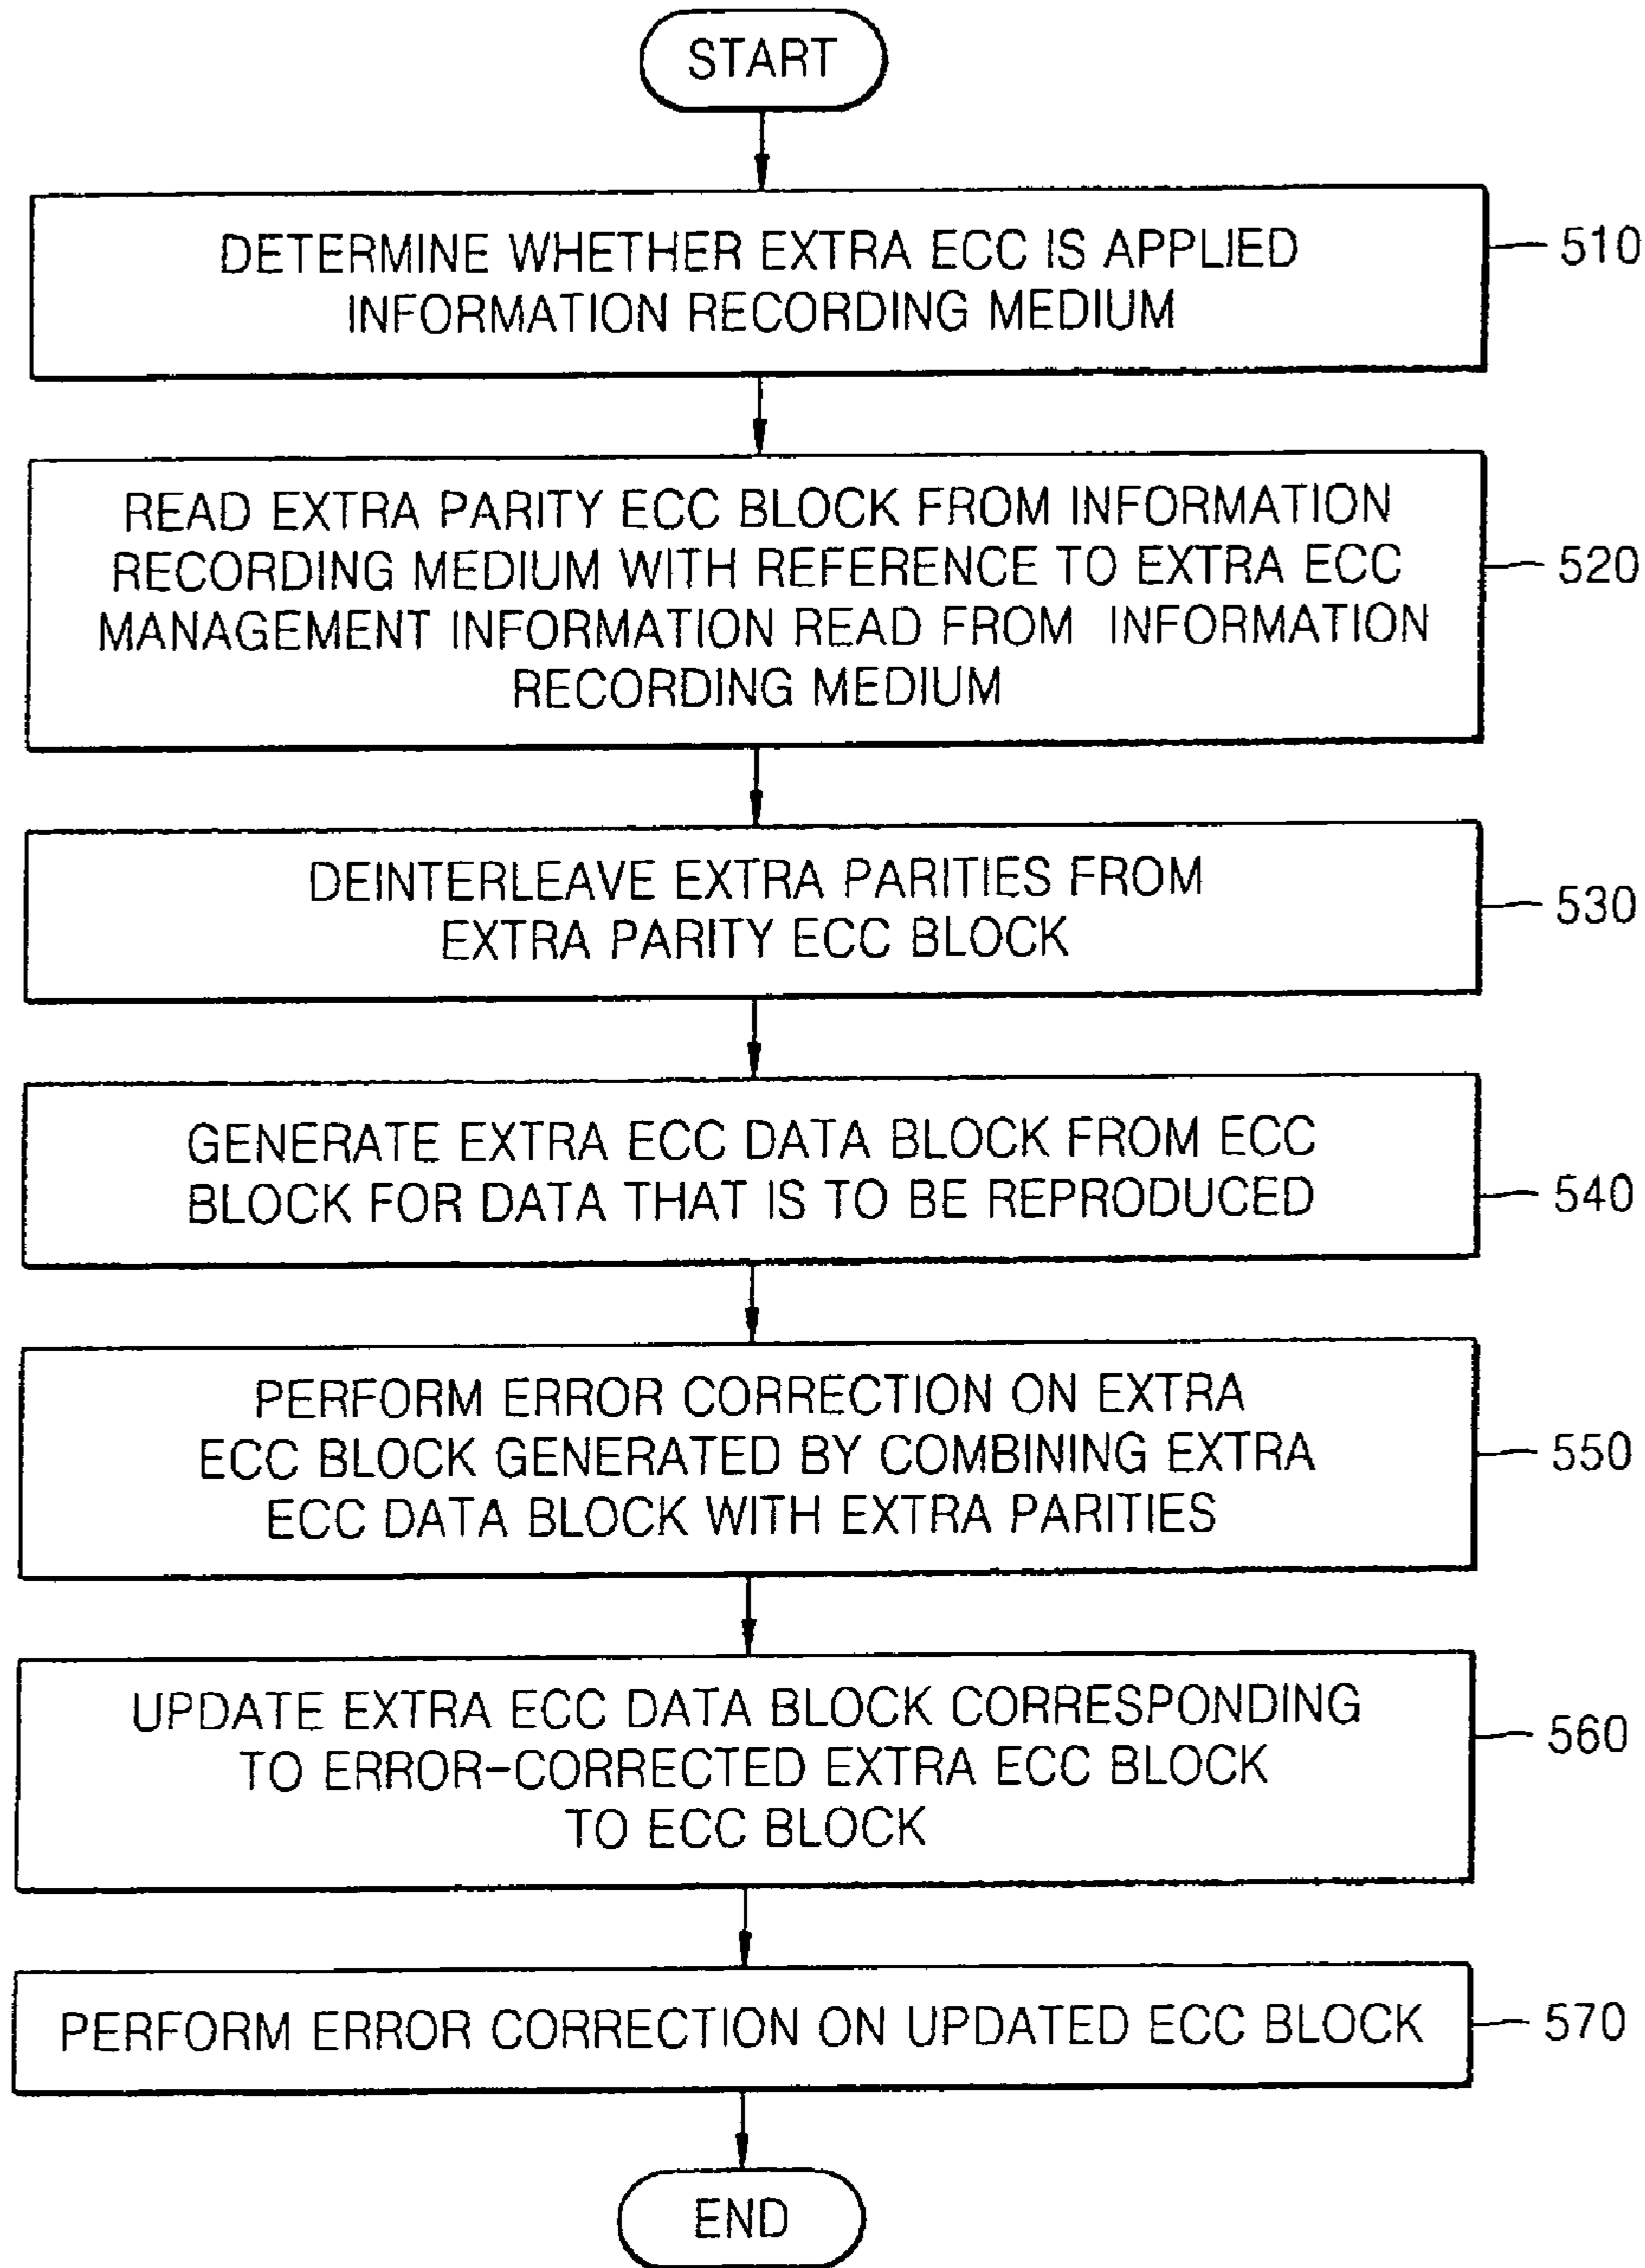 START
DETERMINE WHETHER EXTRA ECC IS APPLIED
INFORMATION RECORDING MEDIUM
510
READ EXTRA PARITY ECC BLOCK FROM INFORMATION
RECORDING MEDIUM WITH REFERENCE TO EXTRA ECC
MANAGEMENT INFORMATION READ FROM INFORMATION
RECORDING MEDIUM
520
DEINTERLEAVE EXTRA PARITIES FROM
EXTRA PARITY ECC BLOCK
530
GENERATE EXTRA ECC DATA BLOCK FROM ECC
BLOCK FOR DATA THAT IS TO BE REPRODUCED
540
PERFORM ERROR CORRECTION ON EXTRA
ECC BLOCK GENERATED BY COMBINING EXTRA
ECC DATA BLOCK WITH EXTRA PARITIES
550
UPDATE EXTRA ECC DATA BLOCK CORRESPONDING
TO ERROR-CORRECTED EXTRA ECC BLOCK
TO ECC BLOCK
560
PERFORM ERROR CORRECTION ON UPDATED ECC BLOCK
570
END